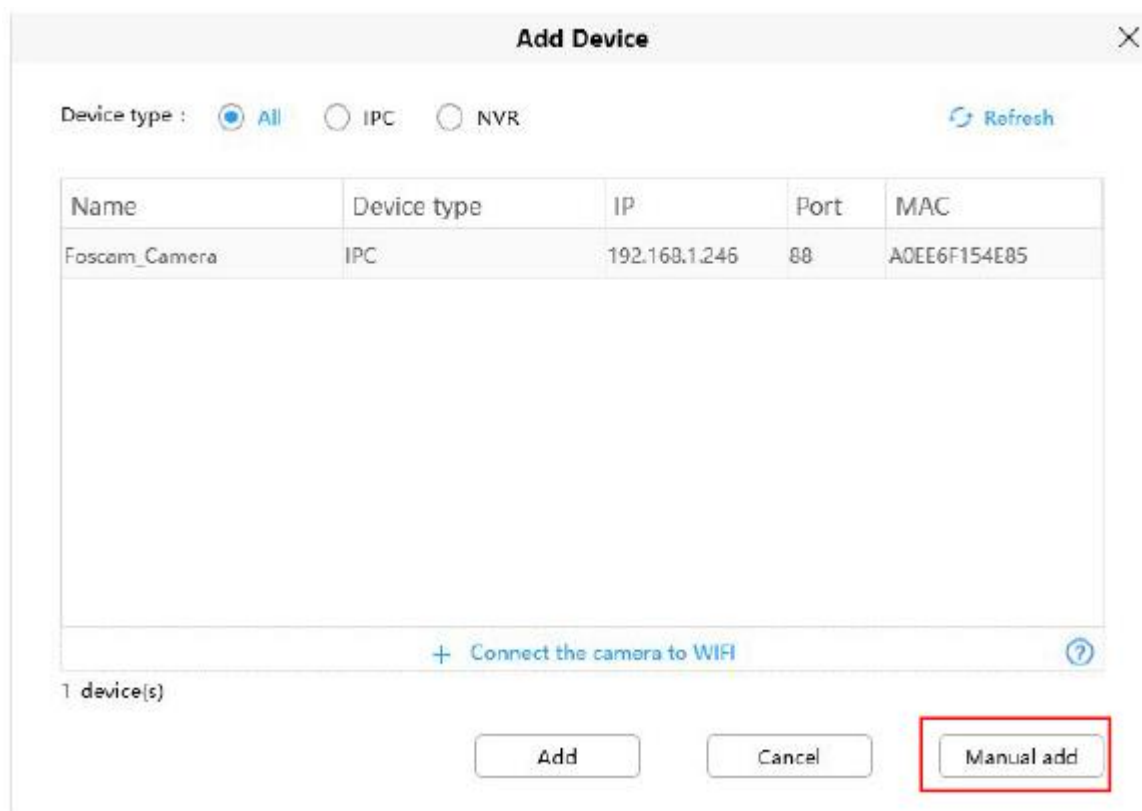 Add Device
Device type : All IPC NVR Refresh
Name Device type IP Port MAC
Foscam_Camera IPC 192.168.1.246 88 A0EE6F154E85
+ Connect the camera to WIFI ?
1 device(s)
Add Cancel Manual add